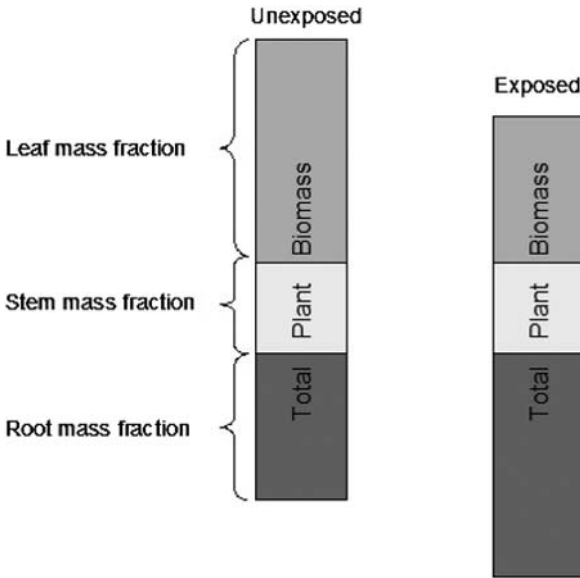 Unexposed
Exposed
Leaf mass fraction
Stem mass fraction
Root mass fraction
Total Plant Biomass
Total Plant Biomass